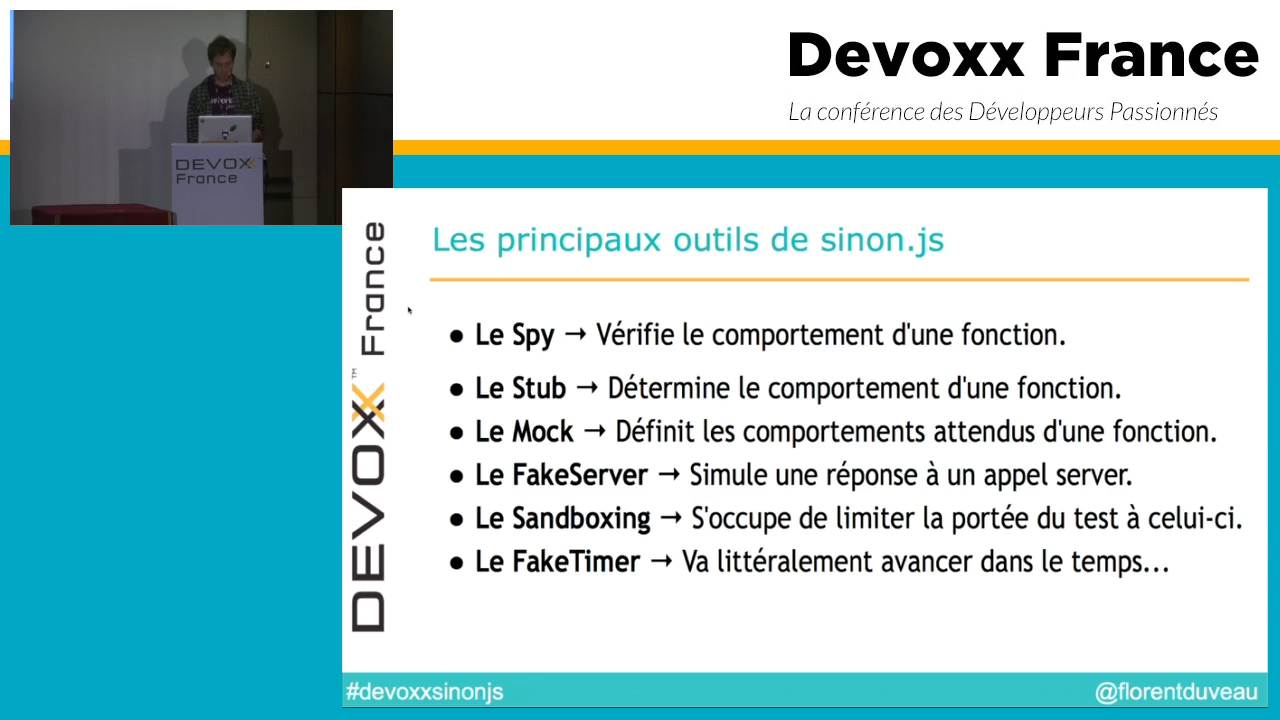 Devoxx France
La conférence des Développeurs Passionnés
DEVOXX
France
DEVOXX™ France
Les principaux outils de sinon.js
● Le Spy → Vérifie le comportement d'une fonction.
● Le Stub → Détermine le comportement d'une fonction.
● Le Mock → Définit les comportements attendus d'une fonction.
● Le FakeServer → Simule une réponse à un appel server.
● Le Sandboxing → S'occupe de limiter la portée du test à celui-ci.
● Le FakeTimer → Va littéralement avancer dans le temps...
#devoxxsinonjs
@florentduveau